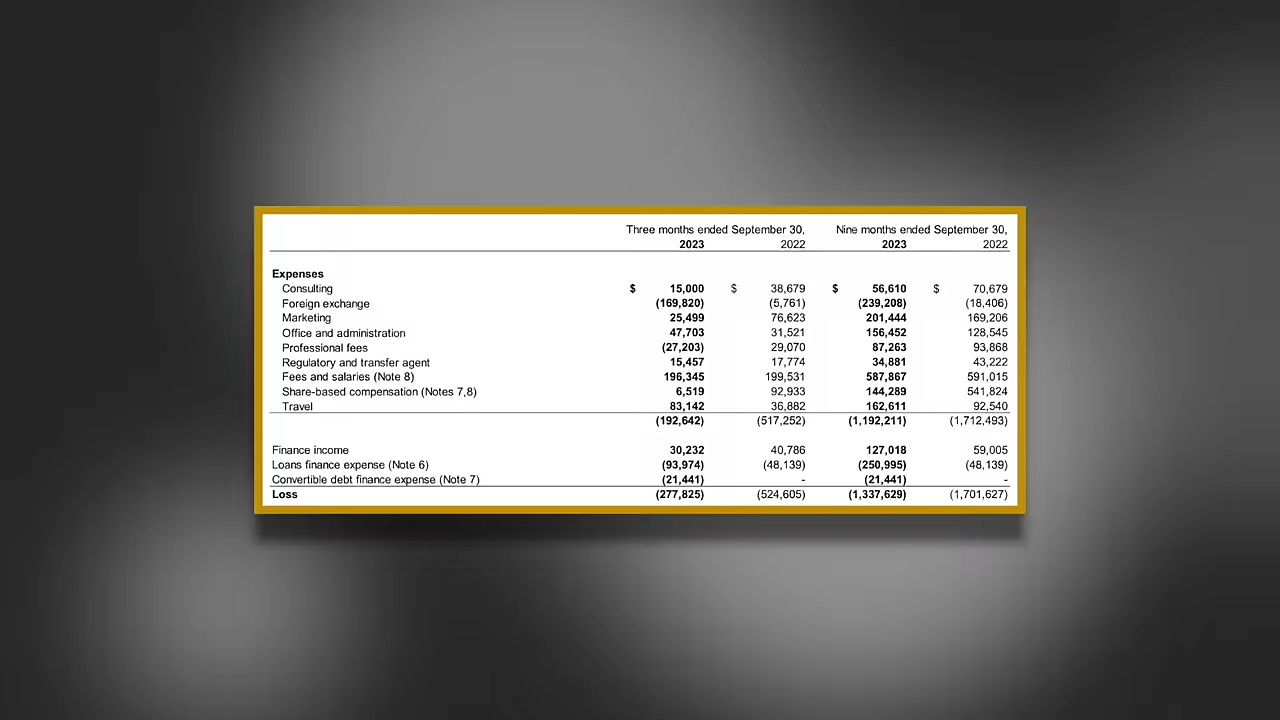 Three months ended September 30, Nine months ended September 30,
2023 2022 2023 2022
Expenses
Consulting $ 15,000 $ 38,679 $ 56,610 $ 70,679
Foreign exchange (169,820) (5,761) (239,208) (18,406)
Marketing 25,499 76,623 201,444 169,206
Office and administration 47,703 31,521 156,452 128,545
Professional fees (27,203) 29,070 87,263 93,868
Regulatory and transfer agent 15,457 17,774 34,881 43,222
Fees and salaries (Note 8) 196,345 199,531 587,867 591,015
Share-based compensation (Notes 7,8) 6,519 92,933 144,289 541,824
Travel 83,142 36,882 162,611 92,540
(192,642) (517,252) (1,192,211) (1,712,493)
Finance income 30,232 40,786 127,018 59,005
Loans finance expense (Note 6) (93,974) (48,139) (250,995) (48,139)
Convertible debt finance expense (Note 7) (21,441) - (21,441) -
Loss (277,825) (524,605) (1,337,629) (1,701,627)